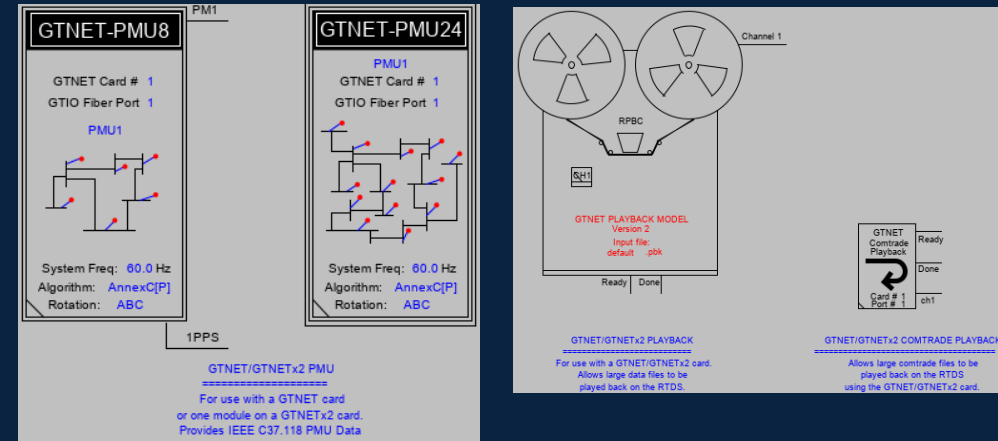 PM1
GTNET-PMU8
GTNET Card # 1
GTIO Fiber Port 1
PMU1
System Freq: 60.0 Hz
Algorithm: AnnexC[P]
Rotation: ABC
1PPS
GTNET-PMU24
PMU1
GTNET Card # 1
GTIO Fiber Port 1
System Freq: 60.0 Hz
Algorithm: AnnexC[P]
Rotation: ABC
GTNET/GTNETx2 PMU
====================
For use with a GTNET card
or one module on a GTNETx2 card.
Provides IEEE C37.118 PMU Data
Channel 1
RPBC
CH1
GTNET PLAYBACK MODEL
Version 2
Input file:
default .pbk
Ready Done
GTNET/GTNETx2 PLAYBACK
==========================
For use with a GTNET/GTNETx2 card.
Allows large data files to be
played back on the RTDS.
GTNET
Comtrade
Playback
Ready
Done
Card # 1
Port # 1
ch1
GTNET/GTNETx2 COMTRADE PLAYBACK
=====================================
Allows large comtrade files to be
played back on the RTDS
using the GTNET/GTNETx2 card.